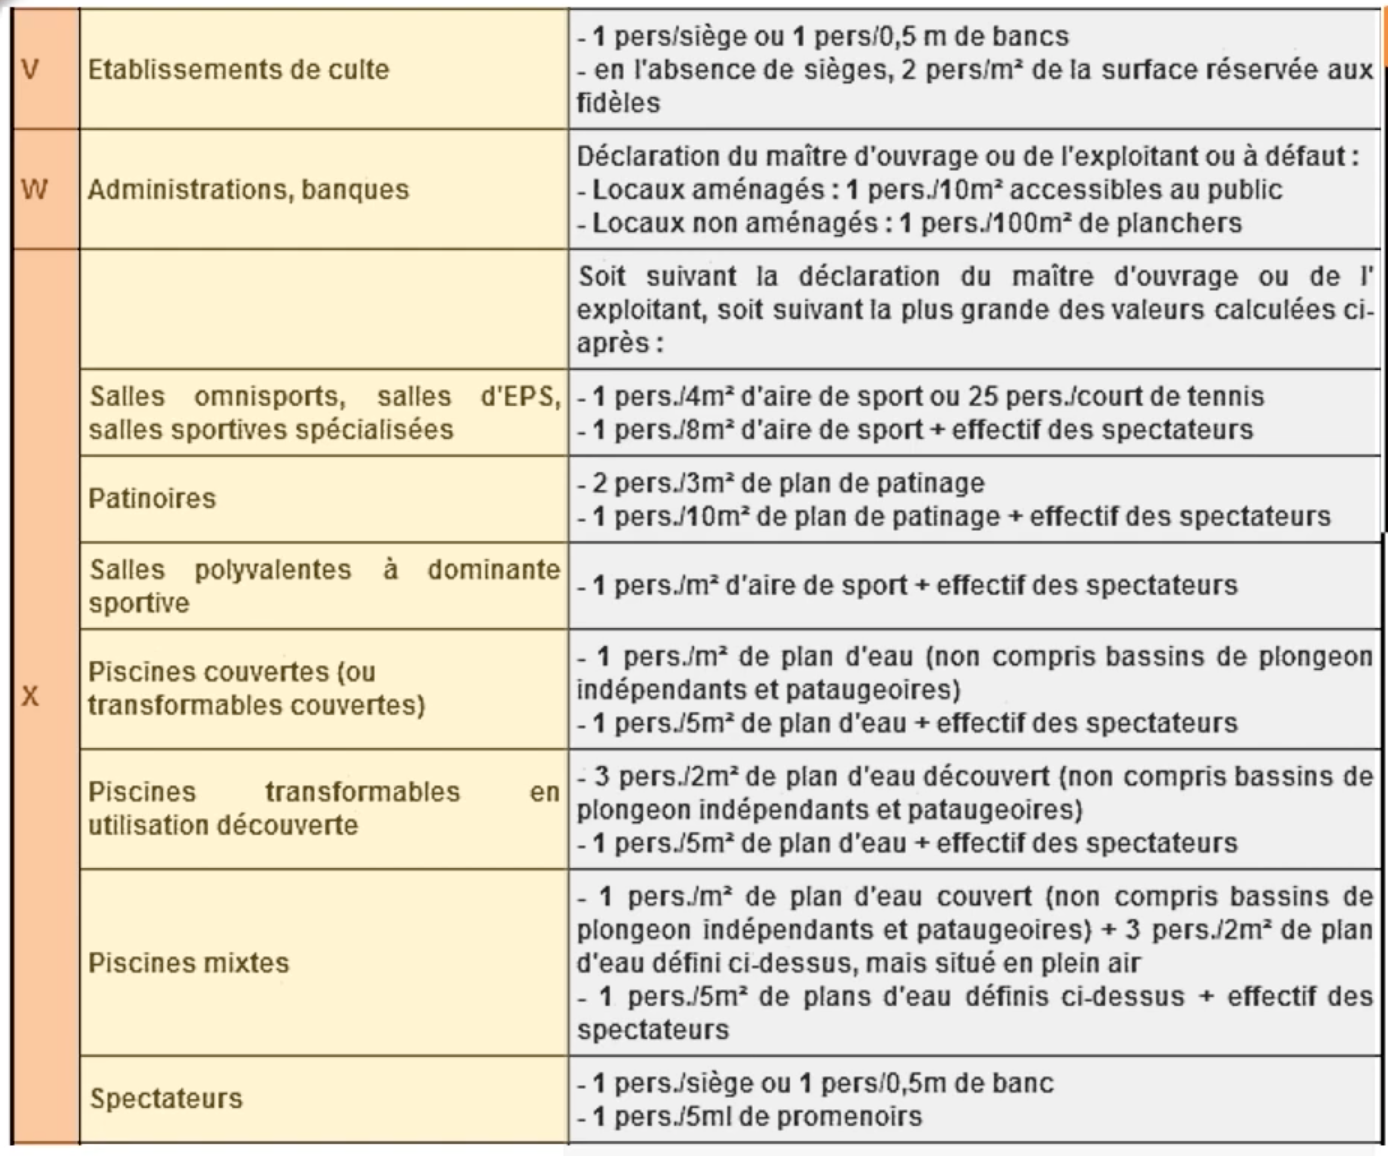 V
Etablissements de culte
- 1 pers/siège ou 1 pers/0,5 m de bancs
- en l'absence de sièges, 2 pers/m² de la surface réservée aux
fidèles
W
Administrations, banques
Déclaration du maître d'ouvrage ou de l'exploitant ou à défaut :
- Locaux aménagés : 1 pers./10m² accessibles au public
- Locaux non aménagés : 1 pers./100m² de planchers
X
Soit suivant la déclaration du maître d'ouvrage ou de l'
exploitant, soit suivant la plus grande des valeurs calculées ci-
après :
Salles omnisports, salles d'EPS,
salles sportives spécialisées
- 1 pers./4m² d'aire de sport ou 25 pers./court de tennis
- 1 pers./8m² d'aire de sport + effectif des spectateurs
Patinoires
- 2 pers./3m² de plan de patinage
- 1 pers./10m² de plan de patinage + effectif des spectateurs
Salles polyvalentes à dominante
sportive
- 1 pers./m² d'aire de sport + effectif des spectateurs
Piscines couvertes (ou
transformables couvertes)
- 1 pers./m² de plan d'eau (non compris bassins de plongeon
indépendants et pataugeoires)
- 1 pers./5m² de plan d'eau + effectif des spectateurs
Piscines transformables en
utilisation découverte
- 3 pers./2m² de plan d'eau découvert (non compris bassins de
plongeon indépendants et pataugeoires)
- 1 pers./5m² de plan d'eau + effectif des spectateurs
Piscines mixtes
- 1 pers./m² de plan d'eau couvert (non compris bassins de
plongeon indépendants et pataugeoires) + 3 pers./2m² de plan
d'eau défini ci-dessus, mais situé en plein air
- 1 pers./5m² de plans d'eau définis ci-dessus + effectif des
spectateurs
Spectateurs
- 1 pers./siège ou 1 pers/0,5m de banc
- 1 pers./5ml de promenoirs